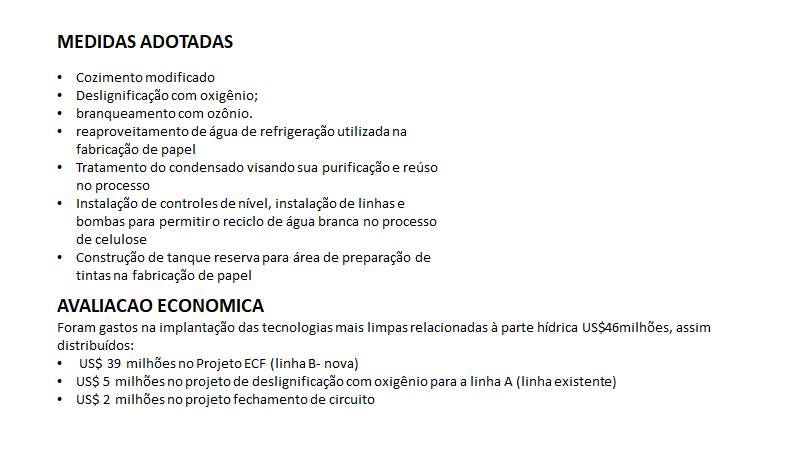 MEDIDAS ADOTADAS
• Cozimento modificado
• Deslignificação com oxigênio;
• branqueamento com ozônio.
• reaproveitamento de água de refrigeração utilizada na
fabricação de papel
• Tratamento do condensado visando sua purificação e reúso
no processo
• Instalação de controles de nível, instalação de linhas e
bombas para permitir o reciclo de água branca no processo
de celulose
• Construção de tanque reserva para área de preparação de
tintas na fabricação de papel
AVALIACAO ECONOMICA
Foram gastos na implantação das tecnologias mais limpas relacionadas à parte hídrica US$46milhões, assim
distribuídos:
• US$ 39 milhões no Projeto ECF (linha B- nova)
• US$ 5 milhões no projeto de deslignificação com oxigênio para a linha A (linha existente)
• US$ 2 milhões no projeto fechamento de circuito